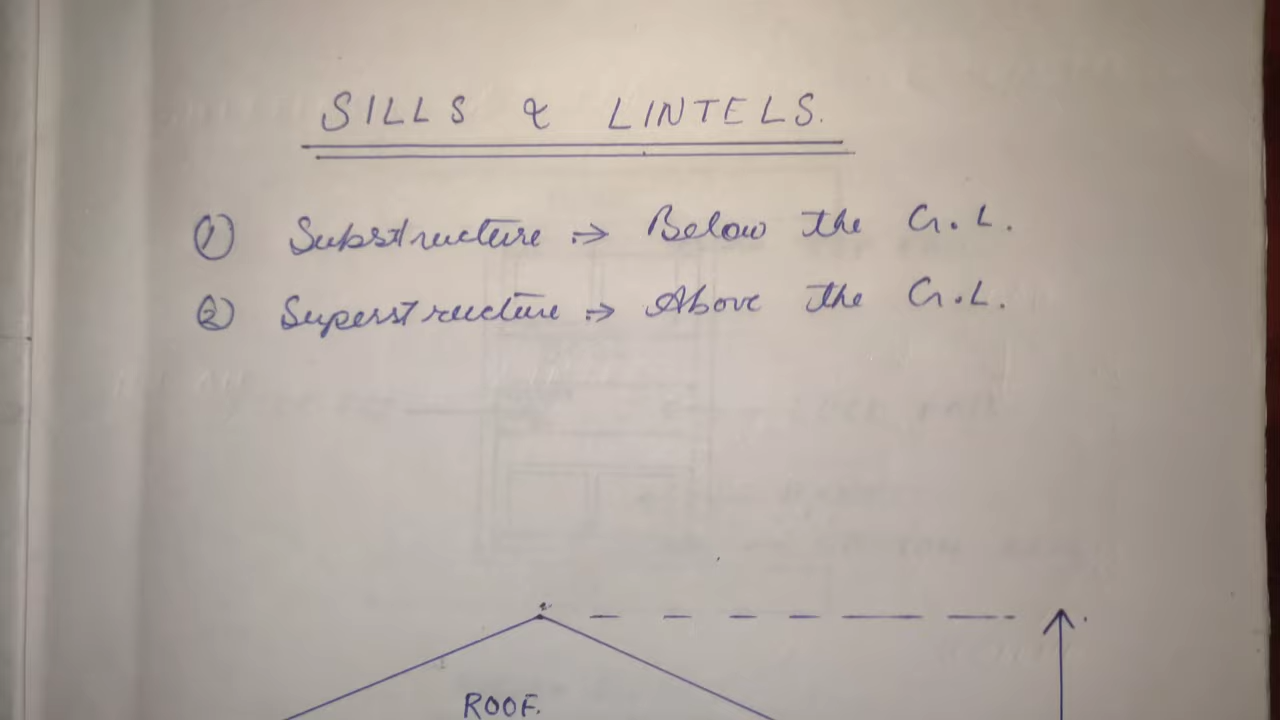 SILLS & LINTELS.
① Substructure :→ Below the G.L.
② Superstructure :→ Above the G.L.
ROOF.